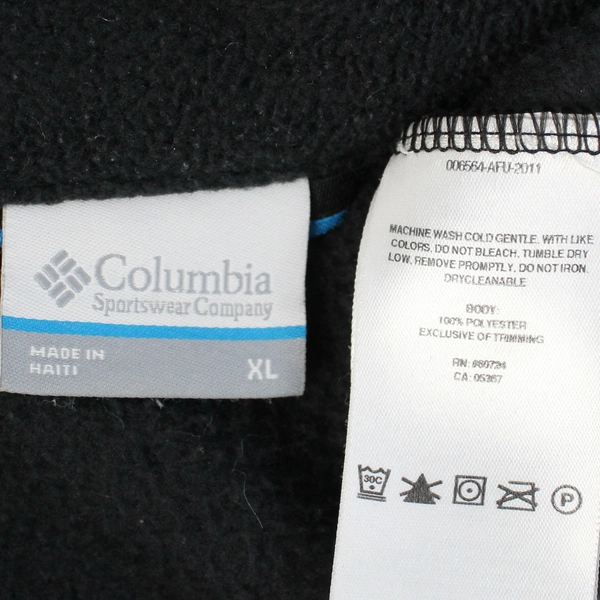 Columbia
Sportswear Company
MADE IN
HAITI
XL
006564-AFU-2011
MACHINE WASH COLD GENTLE. WITH LIKE
COLORS, DO NOT BLEACH, TUMBLE DRY
LOW, REMOVE PROMPTLY, DO NOT IRON,
DRYCLEANABLE
BODY:
100% POLYESTER
EXCLUSIVE OF TRIMMING
RN:
CA: 05367
30C
P